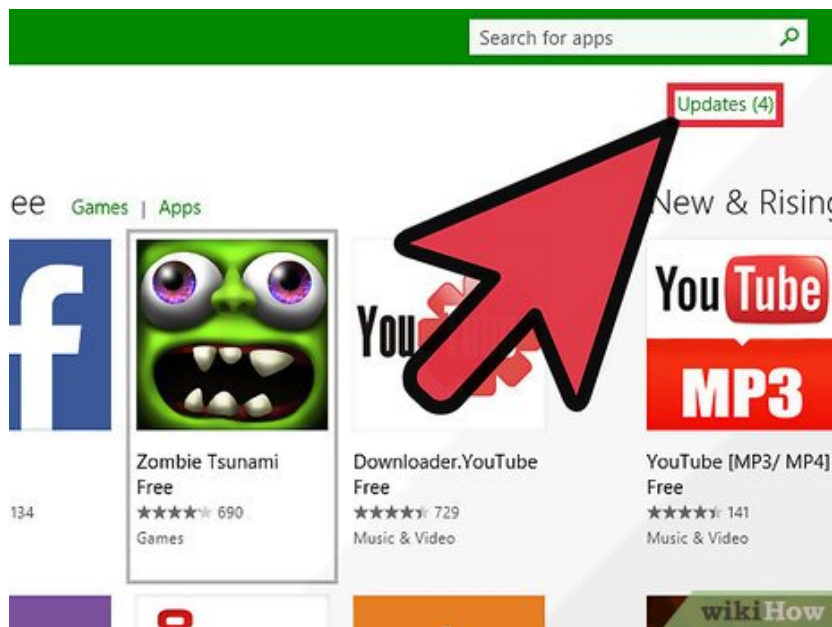 Search for apps
Updates (4)
ee Games | Apps
New & Rising
f
You
You Tube
MP3
Zombie Tsunami
Free
690
Games
Downloader.YouTube
Free
729
Music & Video
YouTube [MP3/ MP4]
Free
141
Music & Video
134
wikiHow